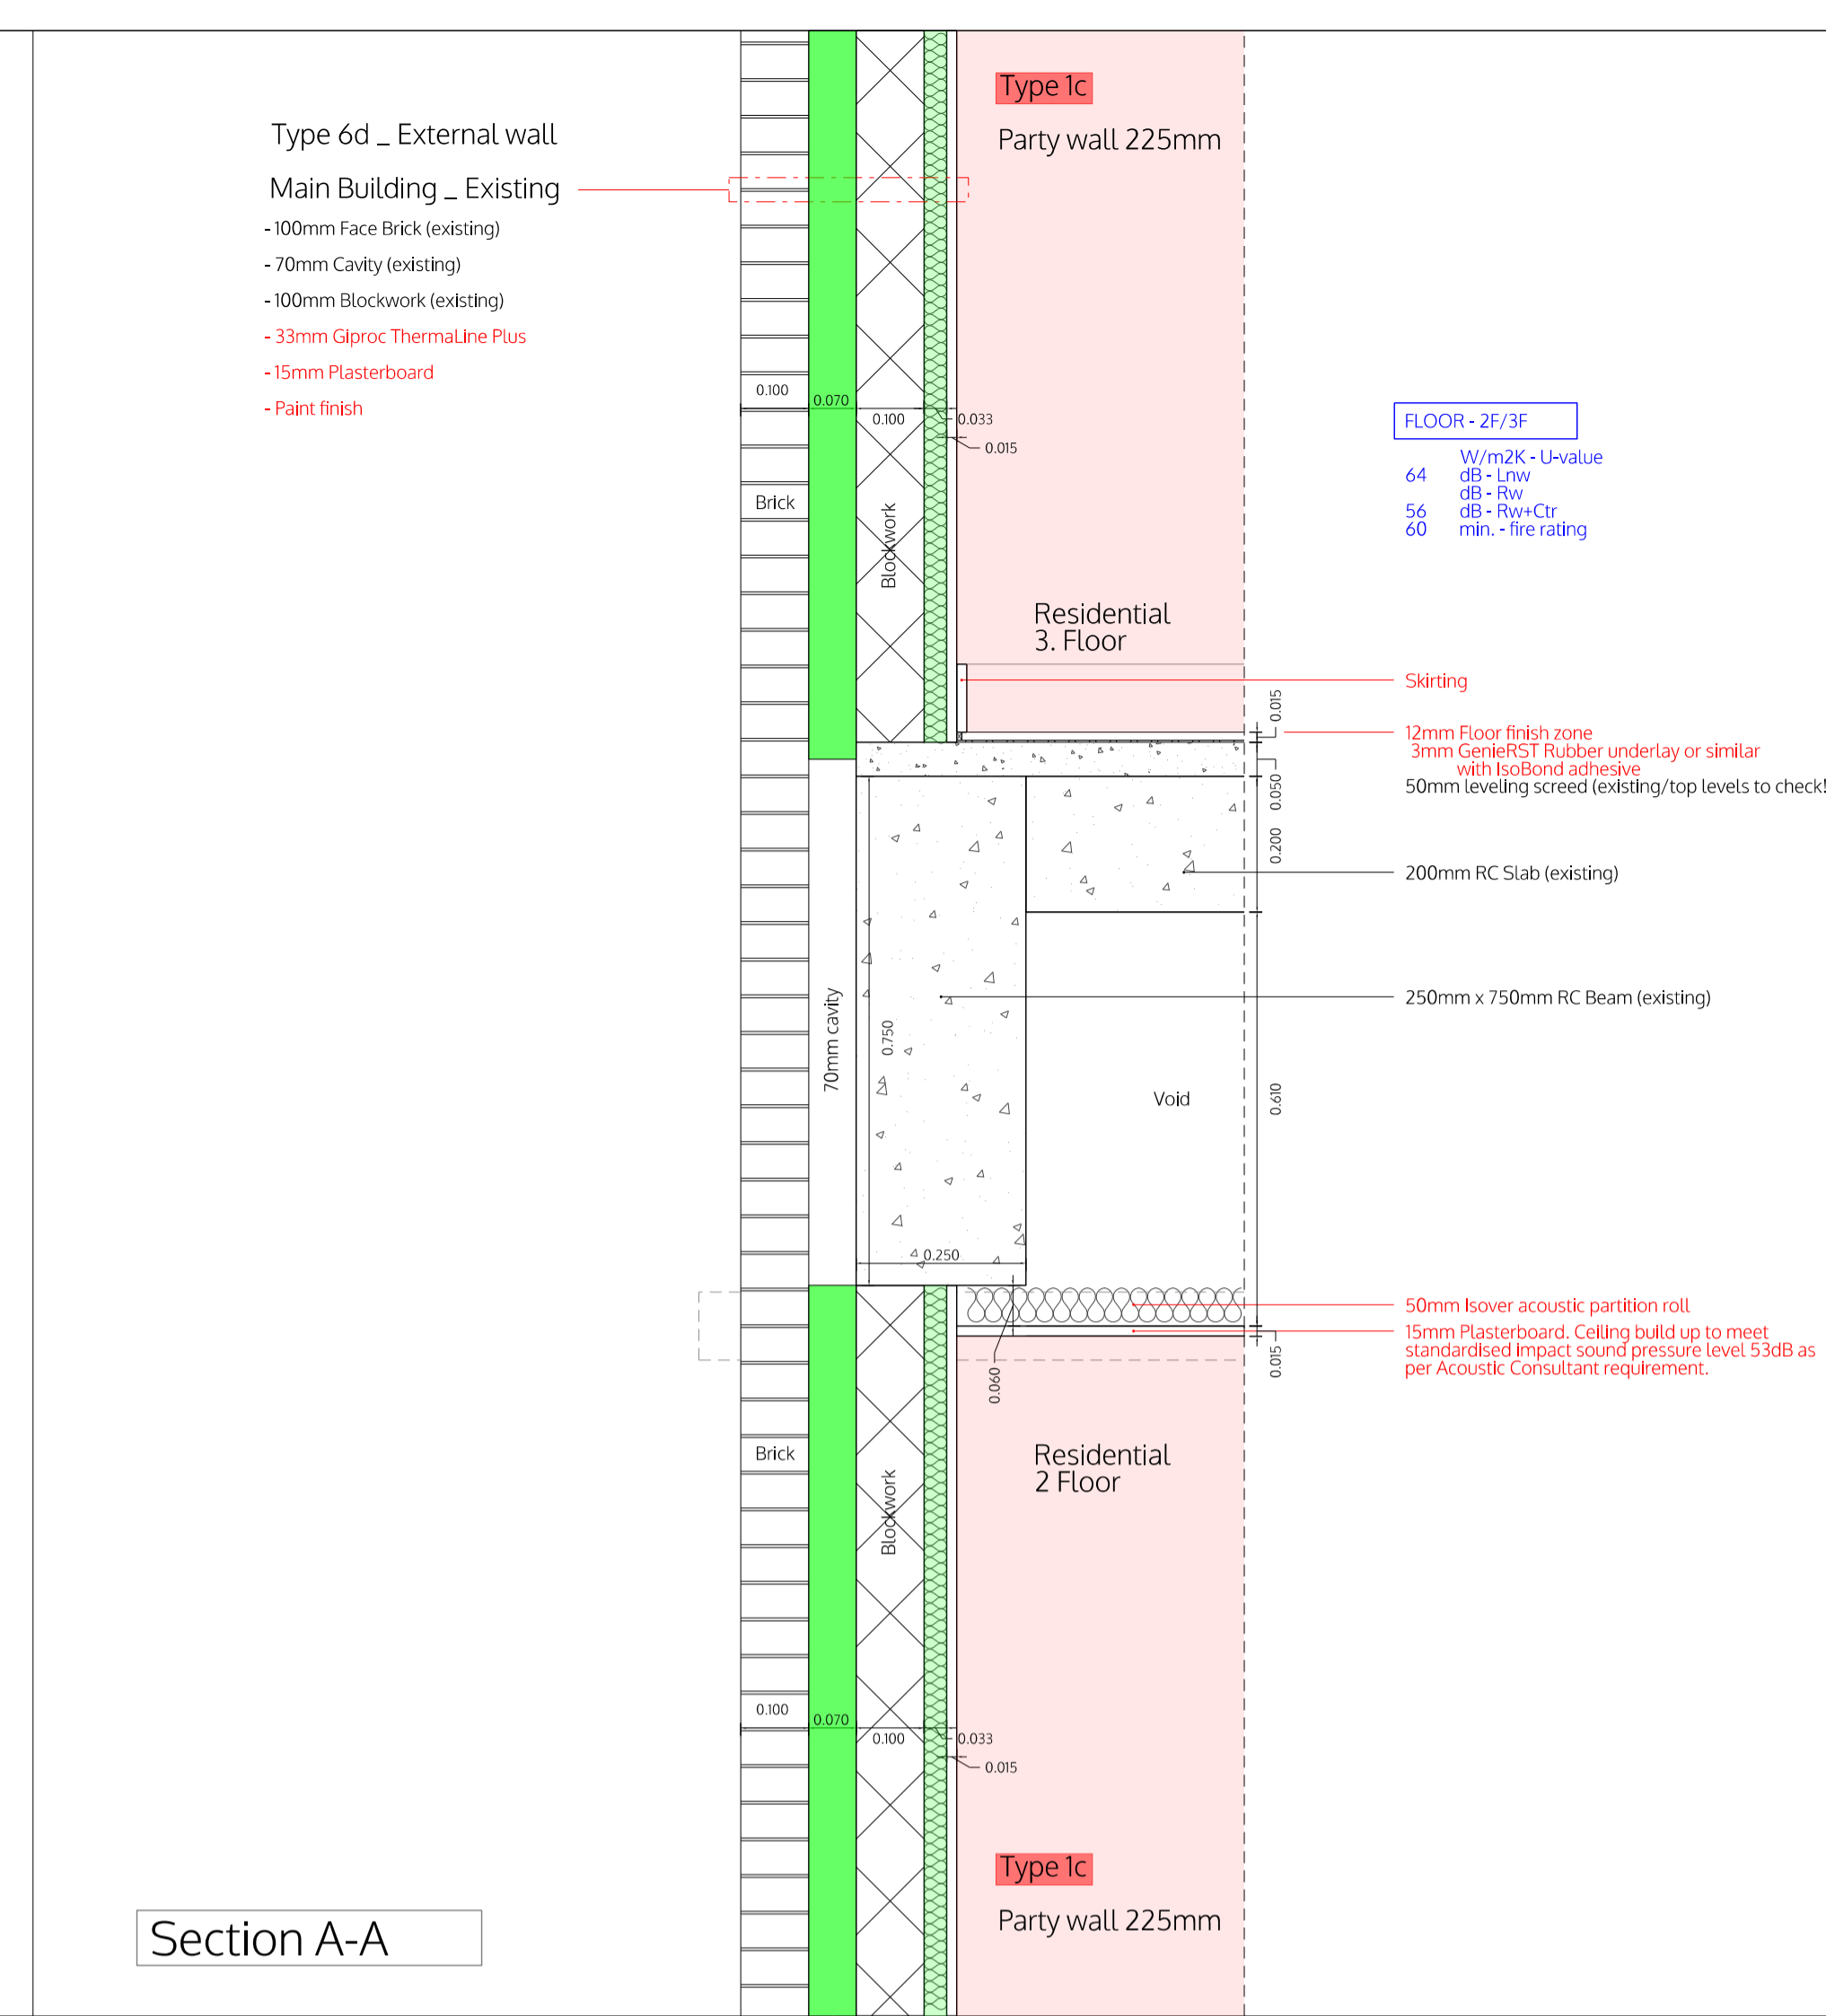 Type 1c
Party wall 225mm
Type 6d _ External wall
Main Building _ Existing
- 100mm Face Brick (existing)
- 70mm Cavity (existing)
- 100mm Blockwork (existing)
- 33mm Giproc ThermaLine Plus
- 15mm Plasterboard
- Paint finish
0.100
0.070
0.100
0.033
0.015
FLOOR - 2F/3F
W/m2K - U-value
64 dB - Lnw
dB - Rw
56 dB - Rw+Ctr
60 min. - fire rating
Brick
Blockwork
Residential
3. Floor
Skirting
0.015
12mm Floor finish zone
3mm GenieRST Rubber underlay or similar
with IsoBond adhesive
50mm leveling screed (existing/top levels to check!
0.050
0.200
200mm RC Slab (existing)
250mm x 750mm RC Beam (existing)
70mm cavity
0.750
Void
0.610
0.250
50mm Isover acoustic partition roll
15mm Plasterboard. Ceiling build up to meet
standardised impact sound pressure level 53dB as
per Acoustic Consultant requirement.
0.015
0.060
Brick
Blockwork
Residential
2 Floor
0.100
0.070
0.100
0.033
0.015
Type 1c
Party wall 225mm
Section A-A